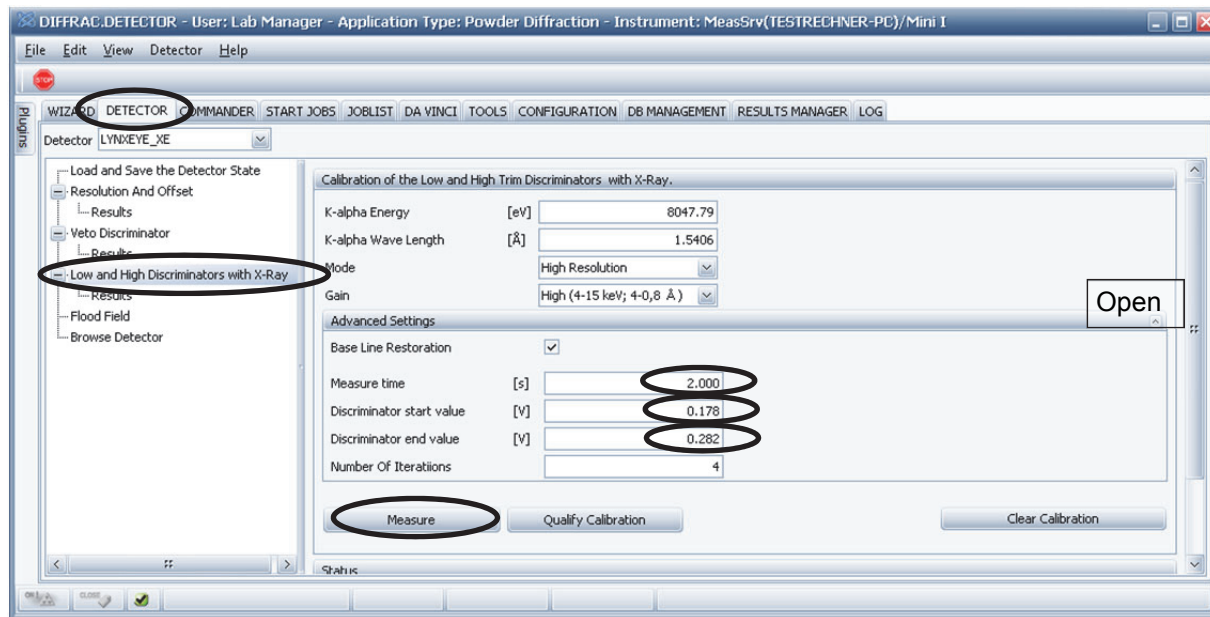 DIFFRAC.DETECTOR - User: Lab Manager - Application Type: Powder Diffraction - Instrument: MeasSrv(TESTRECHNER-PC)/Mini I
File Edit View Detector Help
STOP
Plugins
WIZARD DETECTOR COMMANDER START JOBS JOBLIST DA VINCI TOOLS CONFIGURATION DB MANAGEMENT RESULTS MANAGER LOG
Detector LYNXEYE_XE
Load and Save the Detector State
Resolution And Offset
Results
Veto Discriminator
Results
Low and High Discriminators with X-Ray
Results
Flood Field
Browse Detector
Calibration of the Low and High Trim Discriminators with X-Ray.
K-alpha Energy [eV] 8047.79
K-alpha Wave Length [Å] 1.5406
Mode High Resolution
Gain High (4-15 keV; 4-0,8 Å)
Open
Advanced Settings
Base Line Restoration
Measure time [s] 2.000
Discriminator start value [V] 0.178
Discriminator end value [V] 0.282
Number Of Iteratiions 4
Measure Qualify Calibration Clear Calibration
Status
CLOSE